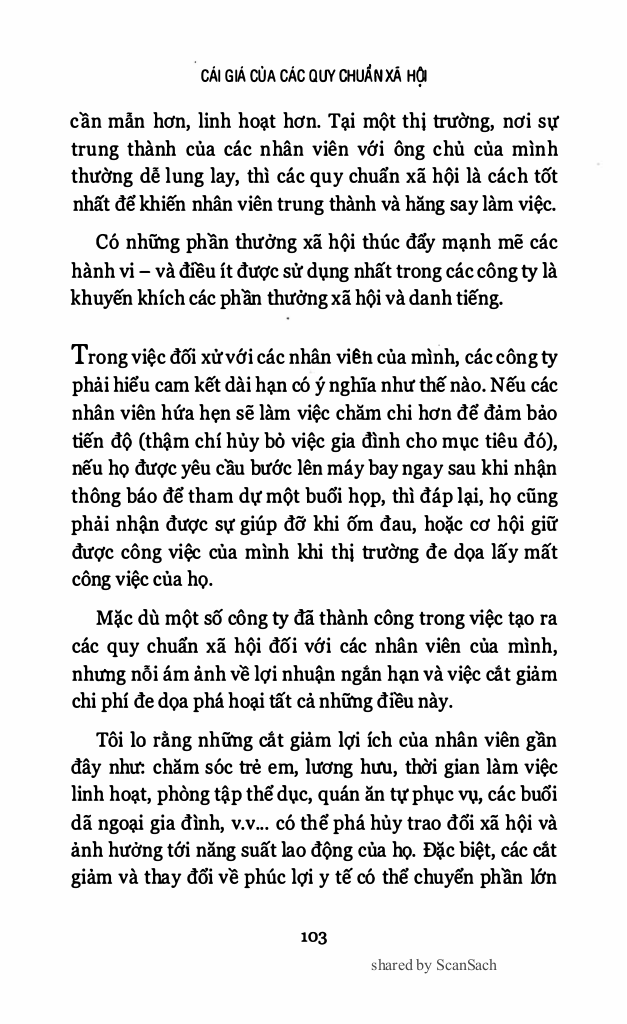 CÁI GIÁ CỦA CÁC QUY CHUẨN XÃ HỘI
cần mẫn hơn, linh hoạt hơn. Tại một thị trường, nơi sự
trung thành của các nhân viên với ông chủ của mình
thường dễ lung lay, thì các quy chuẩn xã hội là cách tốt
nhất để khiến nhân viên trung thành và hăng say làm việc.
Có những phần thưởng xã hội thúc đẩy mạnh mẽ các
hành vi – và điều ít được sử dụng nhất trong các công ty là
khuyến khích các phần thưởng xã hội và danh tiếng.
Trong việc đối xử với các nhân viên của mình, các công ty
phải hiểu cam kết dài hạn có ý nghĩa như thế nào. Nếu các
nhân viên hứa hẹn sẽ làm việc chăm chỉ hơn để đảm bảo
tiến độ (thậm chí hủy bỏ việc gia đình cho mục tiêu đó),
nếu họ được yêu cầu bước lên máy bay ngay sau khi nhận
thông báo để tham dự một buổi họp, thì đáp lại, họ cũng
phải nhận được sự giúp đỡ khi ốm đau, hoặc cơ hội giữ
được công việc của mình khi thị trường đe dọa lấy mất
công việc của họ.
Mặc dù một số công ty đã thành công trong việc tạo ra
các quy chuẩn xã hội đối với các nhân viên của mình,
nhưng nỗi ám ảnh về lợi nhuận ngắn hạn và việc cắt giảm
chi phí đe dọa phá hoại tất cả những điều này.
Tôi lo rằng những cắt giảm lợi ích của nhân viên gần
đây như: chăm sóc trẻ em, lương hưu, thời gian làm việc
linh hoạt, phòng tập thể dục, quán ăn tự phục vụ, các buổi
dã ngoại gia đình, v.v... có thể phá hủy trao đổi xã hội và
ảnh hưởng tới năng suất lao động của họ. Đặc biệt, các cắt
giảm và thay đổi về phúc lợi y tế có thể chuyển phần lớn
103
shared by ScanSach